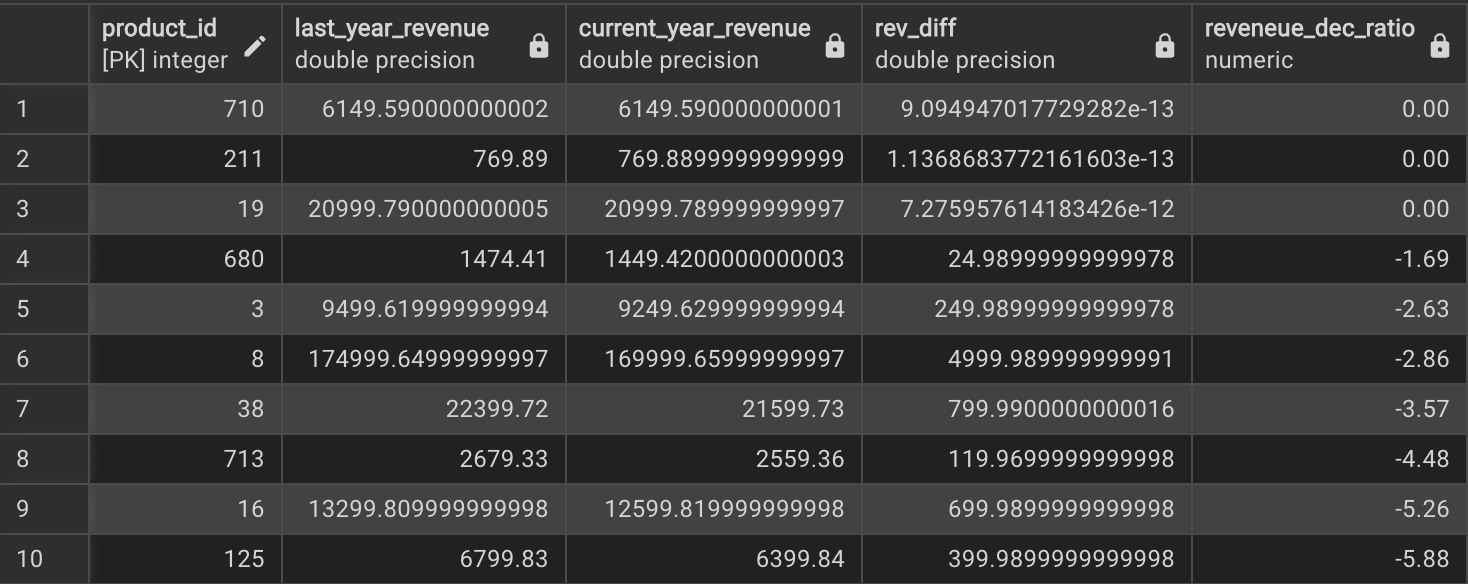 product_id last_year_revenue current_year_revenue rev_diff reveneue_dec_ratio
[PK] integer double precision double precision double precision numeric
1 710 6149.590000000002 6149.590000000001 9.094947017729282e-13 0.00
2 211 769.89 769.8899999999999 1.1368683772161603e-13 0.00
3 19 20999.790000000005 20999.789999999997 7.275957614183426e-12 0.00
4 680 1474.41 1449.4200000000003 24.98999999999978 -1.69
5 3 9499.619999999994 9249.629999999994 249.98999999999978 -2.63
6 8 174999.64999999997 169999.65999999997 4999.989999999991 -2.86
7 38 22399.72 21599.73 799.9900000000016 -3.57
8 713 2679.33 2559.36 119.9699999999998 -4.48
9 16 13299.809999999998 12599.819999999998 699.9899999999998 -5.26
10 125 6799.83 6399.84 399.9899999999998 -5.88